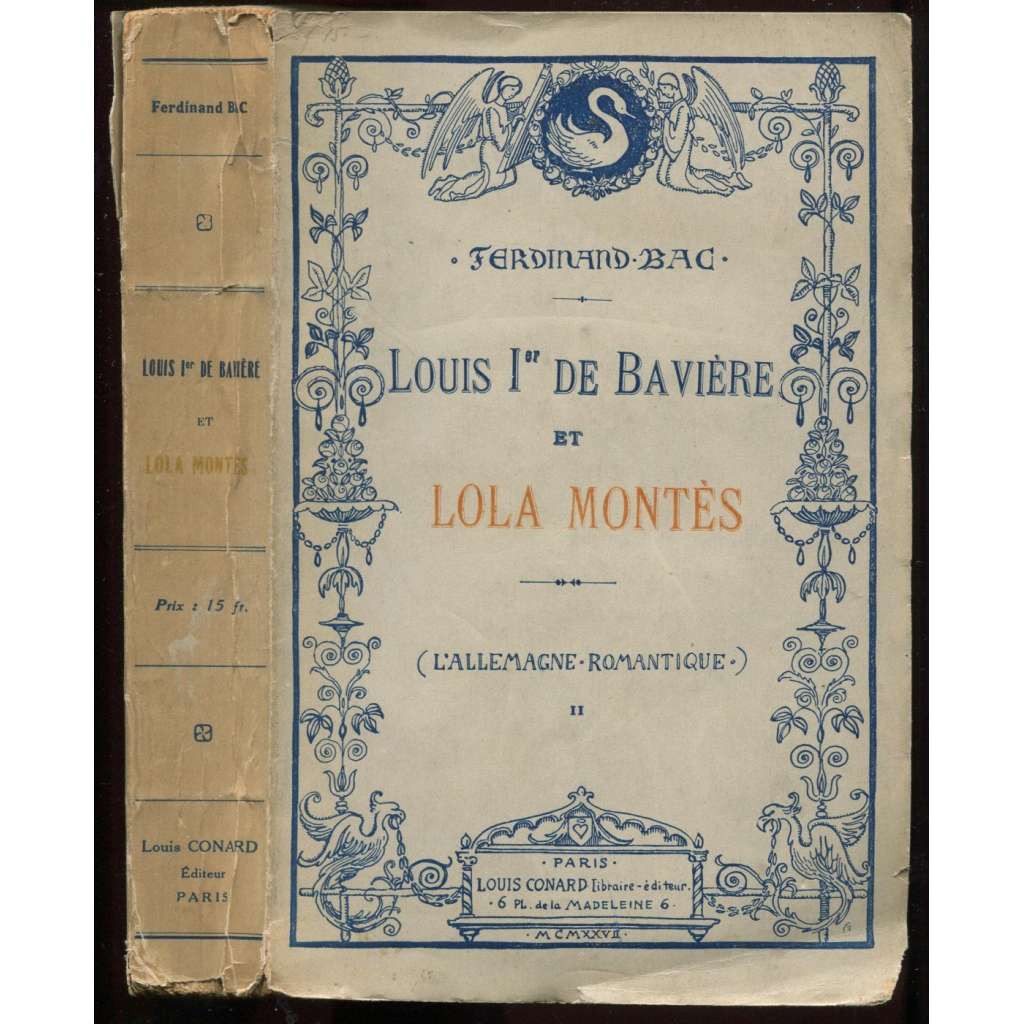 Ferdinand BAC
LOUIS Ier DE BAVIÈRE
ET
LOLA MONTÈS
Prix : 15 fr.
Louis CONARD
Éditeur
PARIS
· FERDINAND · BAC ·
LOUIS Ier DE BAVIÈRE
ET
LOLA MONTÈS
(L'ALLEMAGNE · ROMANTIQUE ·)
II
· PARIS ·
LOUIS CONARD libraire-éditeur.
· 6 PL. de la MADELEINE 6 ·
· MCMXXVII ·